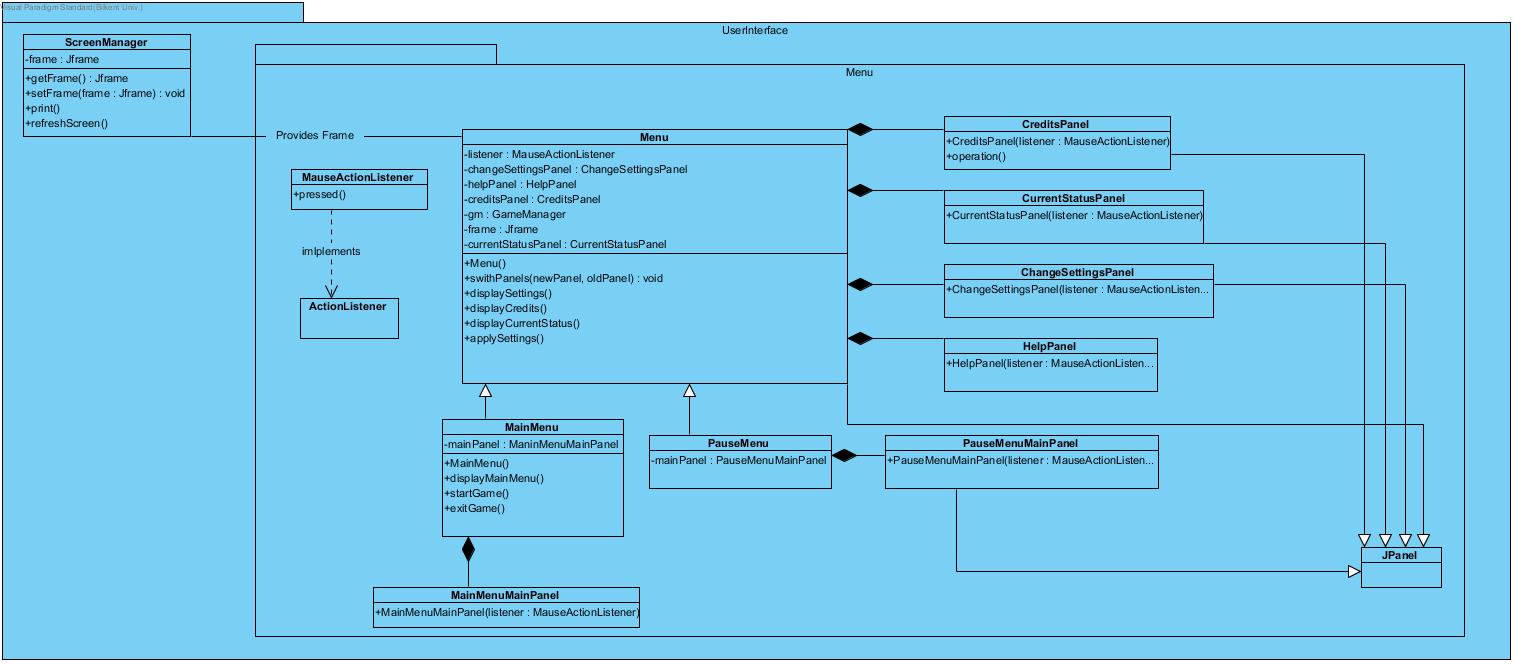 Visual Paradigm Standard(Bilkent Univ.)
UserInterface
ScreenManager
-frame : Jframe
+getFrame() : Jframe
+setFrame(frame : Jframe) : void
+print()
+refreshScreen()
Menu
Provides Frame
Menu
-listener : MauseActionListener
-changeSettingsPanel : ChangeSettingsPanel
-helpPanel : HelpPanel
-creditsPanel : CreditsPanel
-gm : GameManager
-frame : Jframe
-currentStatusPanel : CurrentStatusPanel
+Menu()
+swithPanels(newPanel, oldPanel) : void
+displaySettings()
+displayCredits()
+displayCurrentStatus()
+applySettings()
MauseActionListener
+pressed()
imlplements
ActionListener
CreditsPanel
+CreditsPanel(listener : MauseActionListener)
+operation()
CurrentStatusPanel
+CurrentStatusPanel(listener : MauseActionListener)
ChangeSettingsPanel
+ChangeSettingsPanel(listener : MauseActionListen...
HelpPanel
+HelpPanel(listener : MauseActionListen...
MainMenu
-mainPanel : ManinMenuMainPanel
+MainMenu()
+displayMainMenu()
+startGame()
+exitGame()
PauseMenu
-mainPanel : PauseMenuMainPanel
PauseMenuMainPanel
+PauseMenuMainPanel(listener : MauseActionListen...
JPanel
MainMenuMainPanel
+MainMenuMainPanel(listener : MauseActionListener)